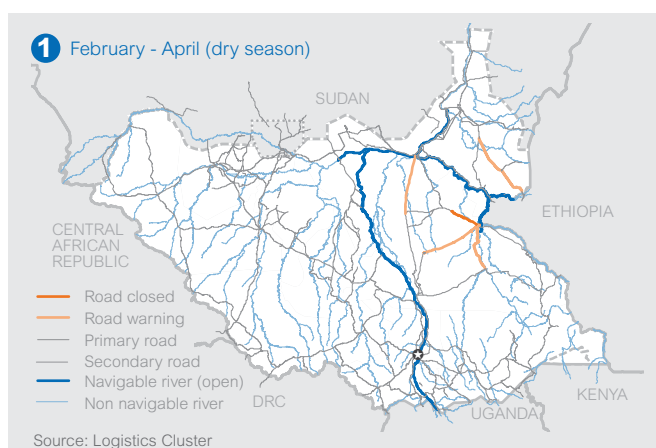 1 February - April (dry season)
SUDAN
ETHIOPIA
CENTRAL
AFRICAN
REPUBLIC
Road closed
Road warning
Primary road
Secondary road
Navigable river (open)
Non navigable river
DRC
UGANDA
KENYA
Source: Logistics Cluster